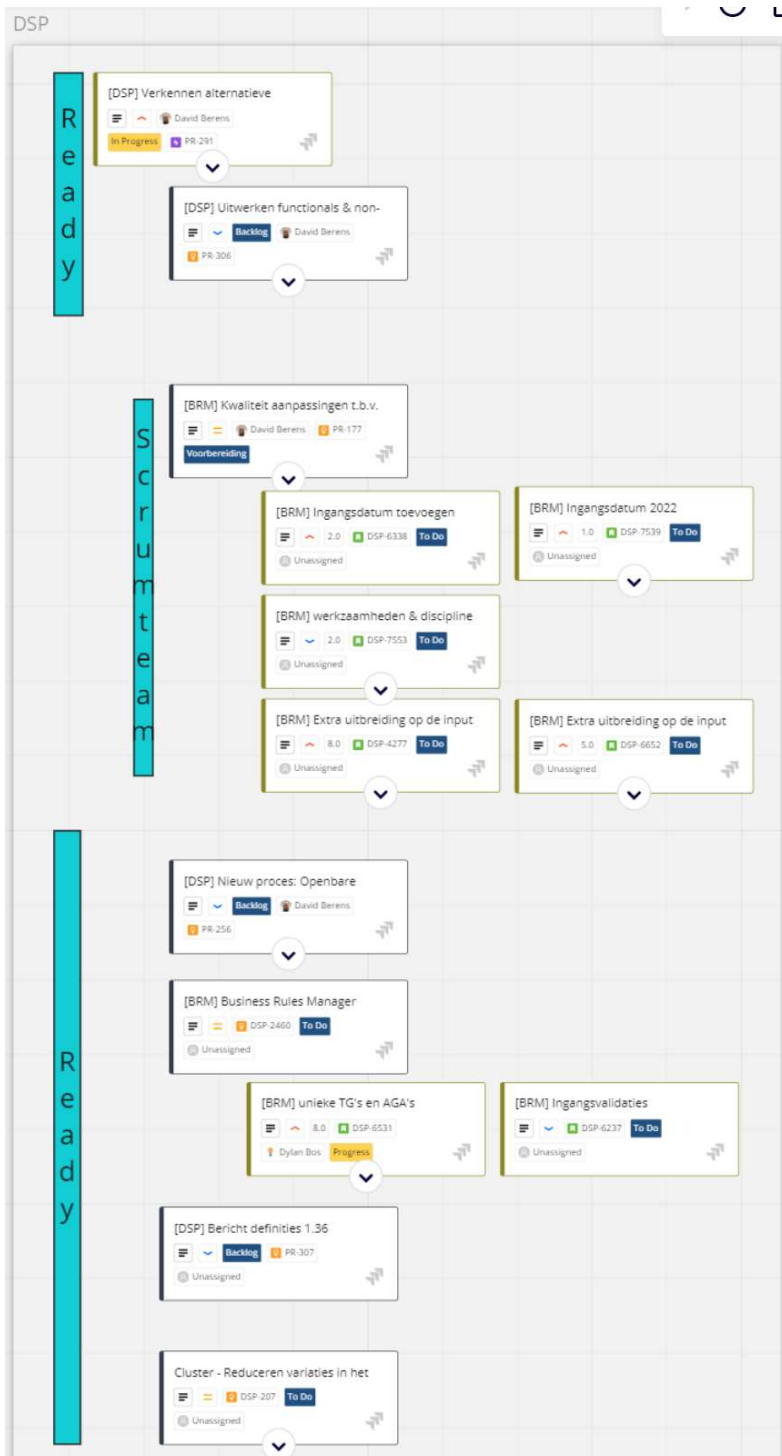 DSP
Ready
[DSP] Verkennen alternatieve
David Berens
In Progress PR-291
[DSP] Uitwerken functionals & non-
Backlog David Berens
PR-306
Scrumteam
[BRM] Kwaliteit aanpassingen t.b.v.
David Berens PR-177
Voorbereiding
[BRM] Ingangsdatum toevoegen
2.0 DSP-6338 To Do
Unassigned
[BRM] Ingangsdatum 2022
1.0 DSP-7539 To Do
Unassigned
[BRM] werkzaamheden & discipline
2.0 DSP-7553 To Do
Unassigned
[BRM] Extra uitbreiding op de input
8.0 DSP-4277 To Do
Unassigned
[BRM] Extra uitbreiding op de input
5.0 DSP-6652 To Do
Unassigned
Ready
[DSP] Nieuw proces: Openbare
Backlog David Berens
PR-256
[BRM] Business Rules Manager
DSP-2460 To Do
Unassigned
[BRM] unieke TG's en AGA's
8.0 DSP-6531
Dylan Bos Progress
[BRM] Ingangsvalidaties
DSP-6237 To Do
Unassigned
[DSP] Bericht definities 1.36
Backlog PR-307
Unassigned
Cluster - Reduceren variaties in het
DSP-207 To Do
Unassigned